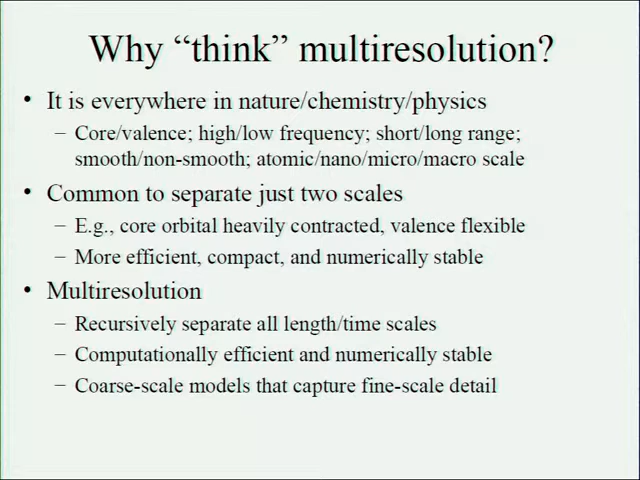 Why “think” multiresolution?
• It is everywhere in nature/chemistry/physics
– Core/valence; high/low frequency; short/long range;
smooth/non-smooth; atomic/nano/micro/macro scale
• Common to separate just two scales
– E.g., core orbital heavily contracted, valence flexible
– More efficient, compact, and numerically stable
• Multiresolution
– Recursively separate all length/time scales
– Computationally efficient and numerically stable
– Coarse-scale models that capture fine-scale detail